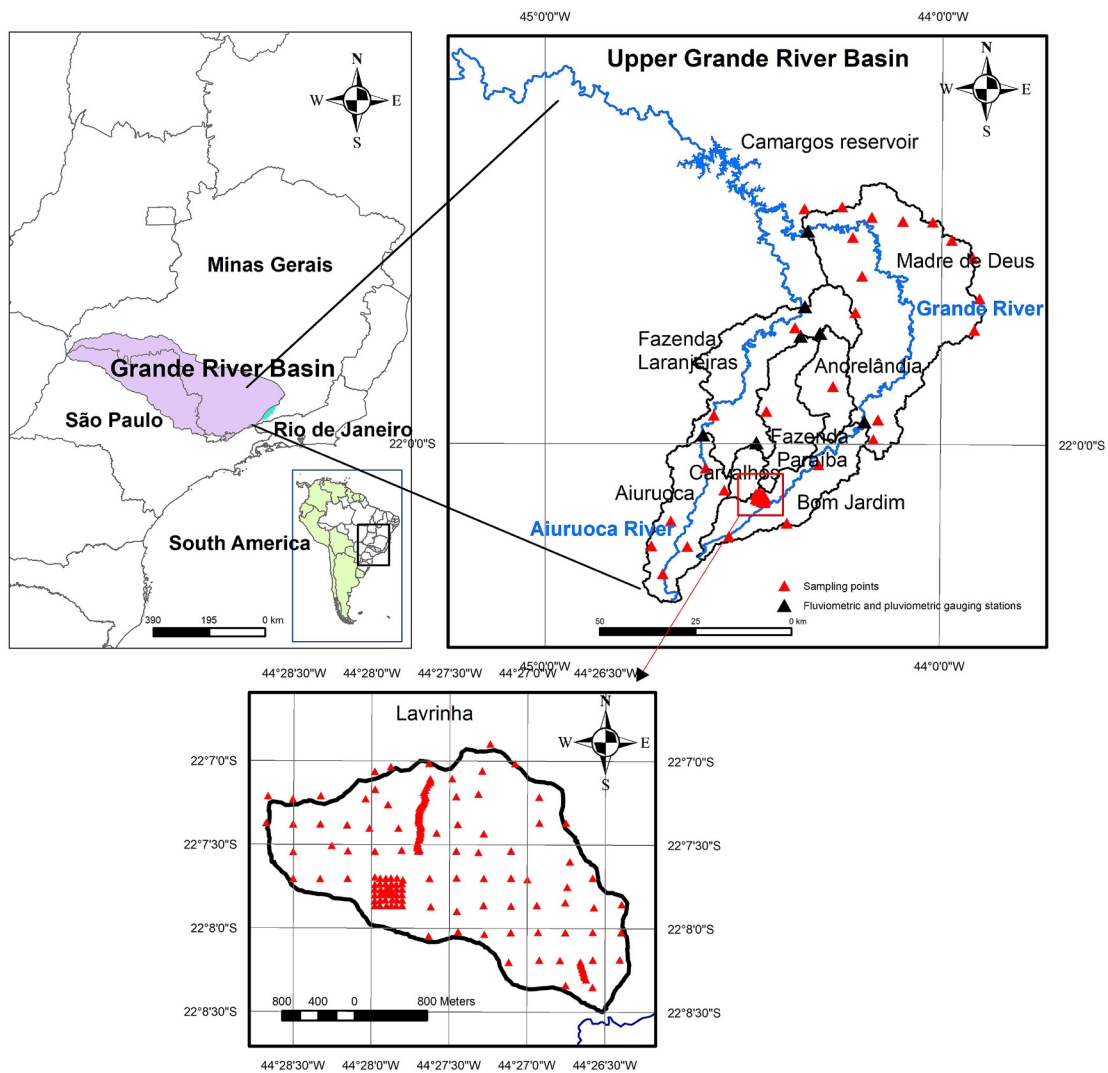 45°0'0"W
44°0'0"W
N
W
E
S
Minas Gerais
Grande River Basin
São Paulo
Rio de Janeiro
South America
390
195
0 km
Upper Grande River Basin
N
W
E
S
Camargos reservoir
Madre de Deus
Grande River
Fazenda
Laranjeiras
Andrelândia
22°0'0"S
22°0'0"S
Fazenda
Paraíba
Carvalhos
Aiuruoca
Bom Jardim
Aiuruoca River
Sampling points
Fluviometric and pluviometric gauging stations
50
25
0 km
45°0'0"W
44°0'0"W
44°28'30"W
44°28'0"W
44°27'30"W
44°27'0"W
44°26'30"W
Lavrinha
N
W
E
S
22°7'0"S
22°7'0"S
22°7'30"S
22°7'30"S
22°8'0"S
22°8'0"S
22°8'30"S
22°8'30"S
800
400
0
800 Meters
44°28'30"W
44°28'0"W
44°27'30"W
44°27'0"W
44°26'30"W